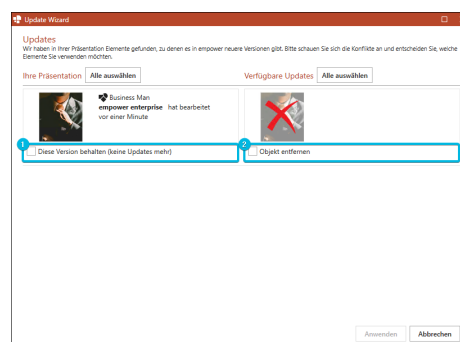 Update Wizard
Updates
Wir haben in Ihrer Präsentation Elemente gefunden, zu denen es in empower neuere Versionen gibt. Bitte schauen Sie sich die Konflikte an und entscheiden Sie, welche
Elemente Sie verwenden möchten.
Ihre Präsentation Alle auswählen Verfügbare Updates Alle auswählen
Business Man
empower enterprise hat bearbeitet
vor einer Minute
1 2
Diese Version behalten (keine Updates mehr) Objekt entfernen
Anwenden Abbrechen